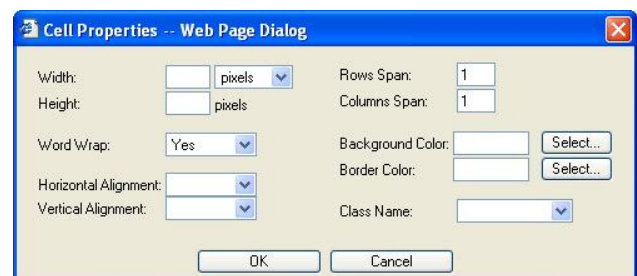 Cell Properties -- Web Page Dialog
Width: pixels
Height: pixels
Word Wrap: Yes
Horizontal Alignment:
Vertical Alignment:
Rows Span: 1
Columns Span: 1
Background Color: Select...
Border Color: Select...
Class Name:
OK Cancel